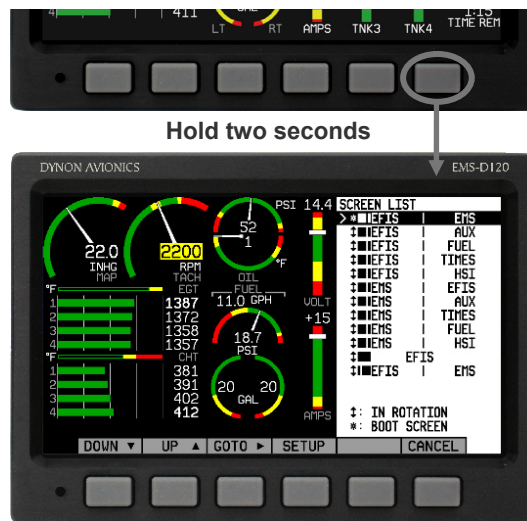 4 411 GAL 1:15
LT RT AMPS TNK3 TNK4 TIME REM
Hold two seconds
DYNON AVIONICS EMS-D120
PSI 14.4 SCREEN LIST
> * EFIS | EMS
52 ↕ EFIS | AUX
1 ↕ EFIS | FUEL
22.0 2200 ↕ EFIS | TIMES
INHG RPM °F ↕ EFIS | HSI
MAP TACH OIL ↕ EMS | EFIS
°F EGT FUEL ↕ EMS | AUX
1 1387 11.0 GPH VOLT ↕ EMS | TIMES
2 1372 +15 ↕ EMS | FUEL
3 1358 18.7 ↕ EMS | HSI
4 1357 PSI ↕ EFIS
°F CHT ↕ EFIS | EMS
1 381
2 391 20 20
3 402 GAL ↕: IN ROTATION
4 412 AMPS *: BOOT SCREEN
DOWN ▼ UP ▲ GOTO ► SETUP CANCEL